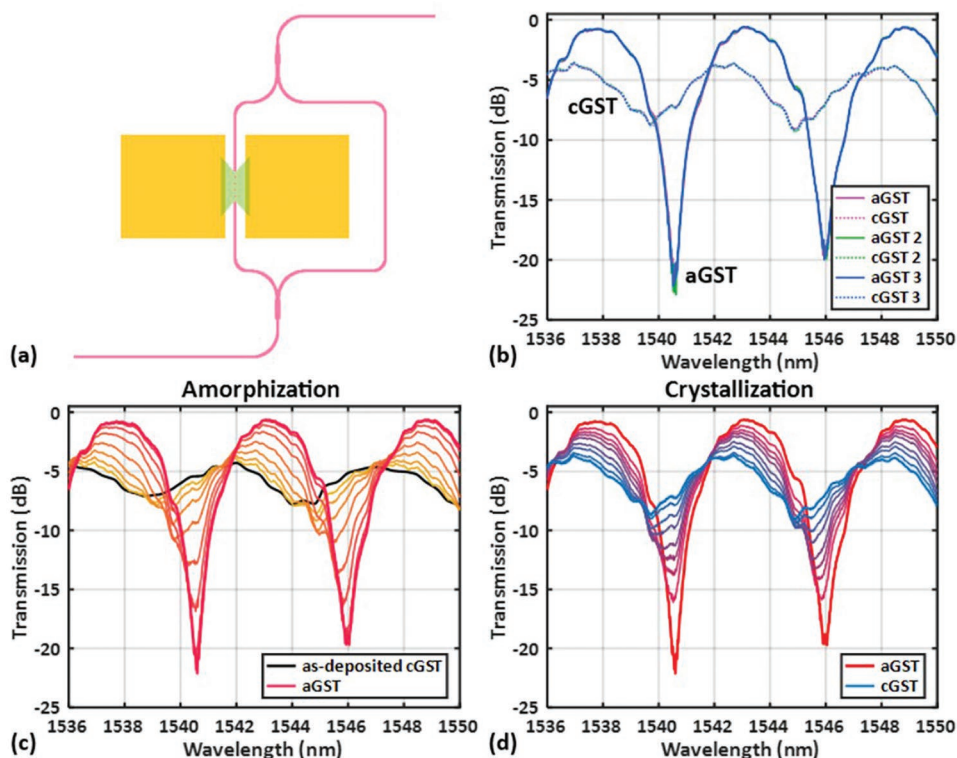 (a)
0
-5
-10
-15
-20
-25
Transmission (dB)
cGST
aGST
aGST
cGST
aGST 2
cGST 2
aGST 3
cGST 3
1536 1538 1540 1542 1544 1546 1548 1550
Wavelength (nm)
(b)
Amorphization
0
-5
-10
-15
-20
-25
Transmission (dB)
as-deposited cGST
aGST
1536 1538 1540 1542 1544 1546 1548 1550
Wavelength (nm)
(c)
Crystallization
0
-5
-10
-15
-20
-25
Transmission (dB)
aGST
cGST
1536 1538 1540 1542 1544 1546 1548 1550
Wavelength (nm)
(d)